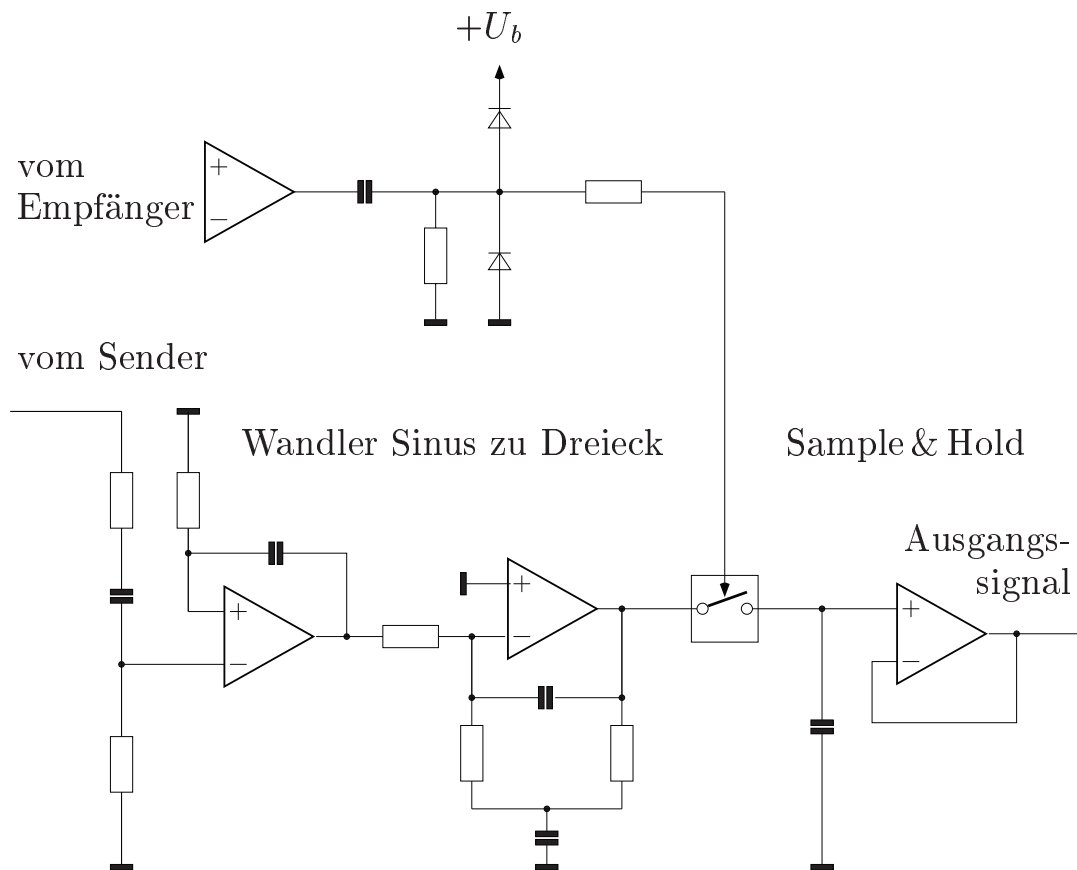 +U_b
vom
Empfänger
+
−
vom Sender
Wandler Sinus zu Dreieck
Sample & Hold
Ausgangs-
signal
+
−
+
−
+
−